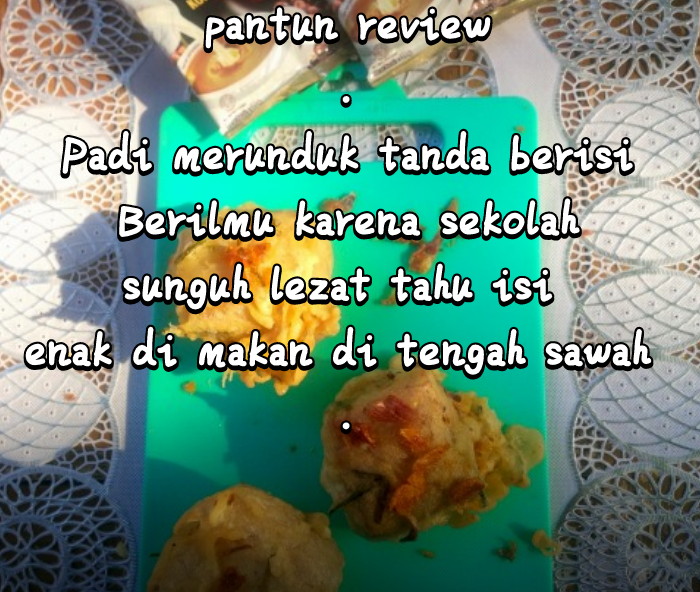 pantun review
.
Padi merunduk tanda berisi
Berilmu karena sekolah
sunguh lezat tahu isi
enak di makan di tengah sawah
.